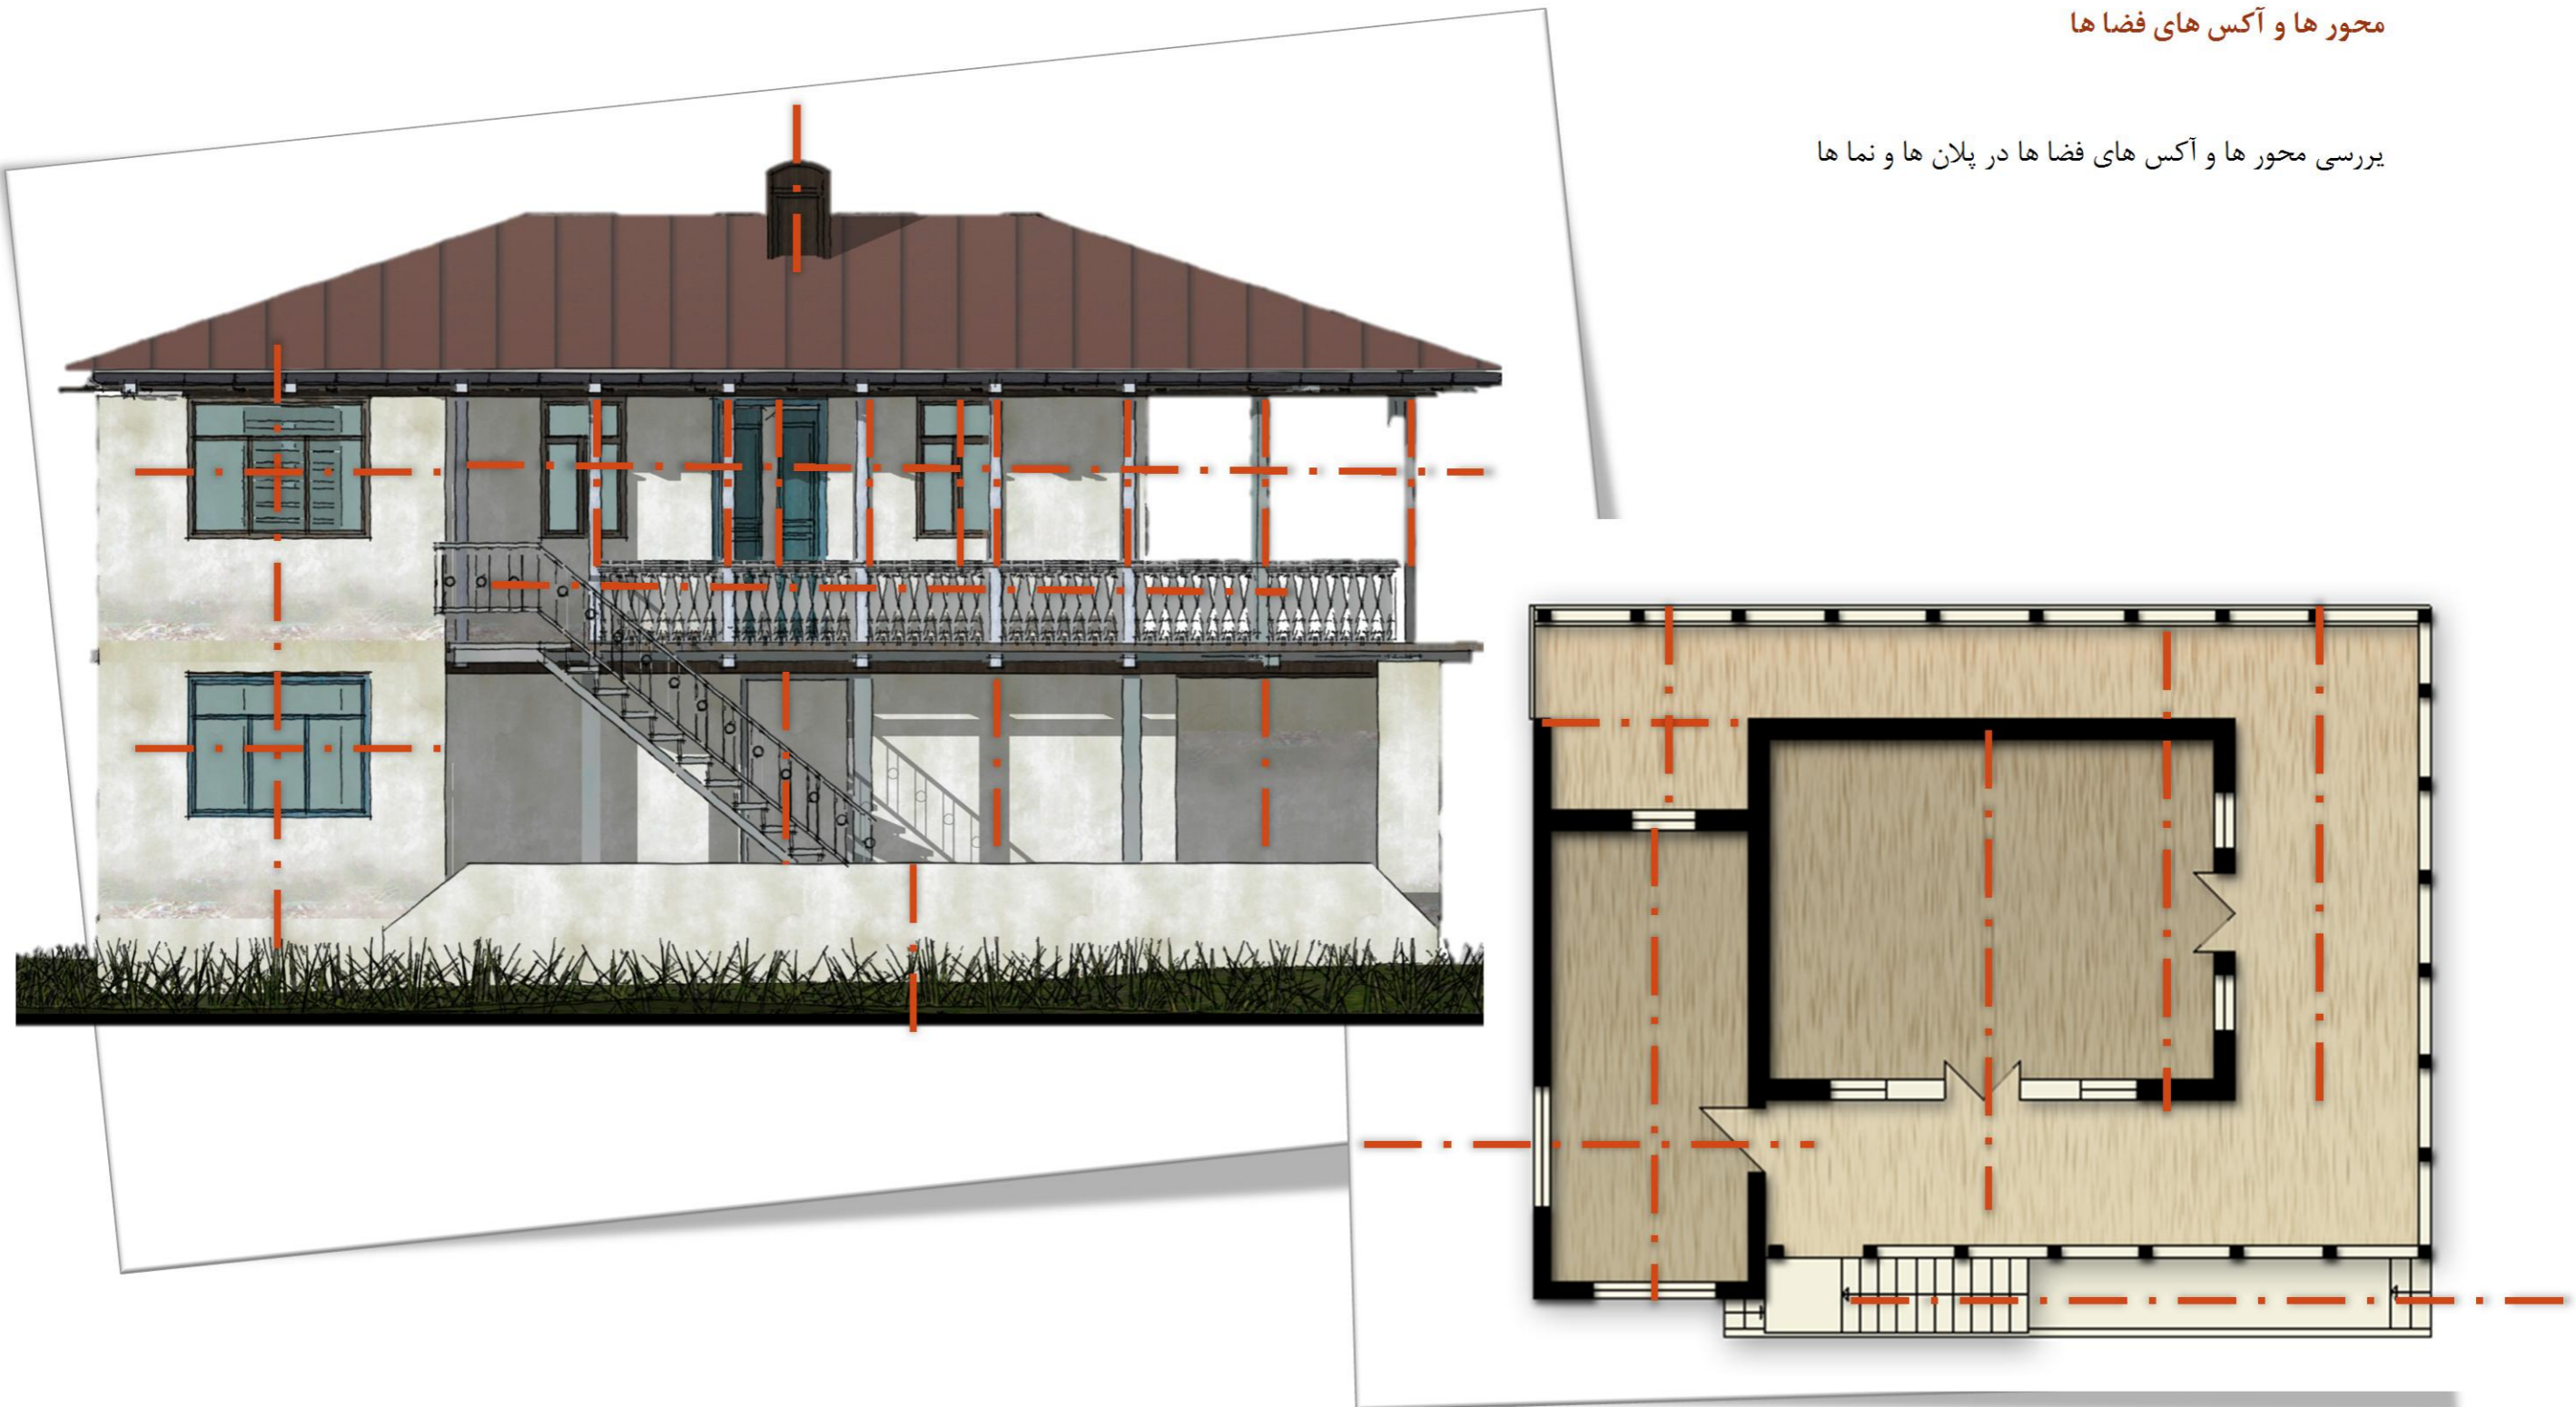 محور ها و آکس های فضا ها
یررسی محور ها و آکس های فضا ها در پلان ها و نما ها